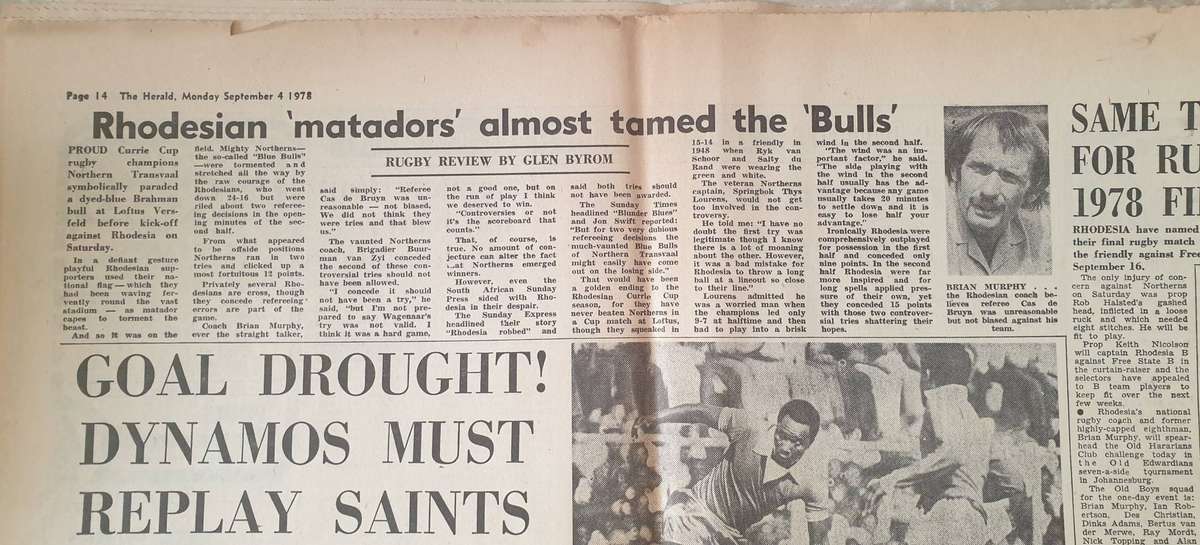 Page 14 The Herald, Monday September 4 1978
Rhodesian 'matadors' almost tamed the 'Bulls'
RUGBY REVIEW BY GLEN BYROM
PROUD Currie Cup
rugby champions
Northern Transvaal
symbolically paraded
a dyed-blue Brahman
bull at Loftus Vers-
feld before kick-off
against Rhodesia on
Saturday.
In a defiant gesture
playful Rhodesian sup-
porters used their na-
tional flag — which they
had been waving fer-
vently round the vast
stadium — as matador
capes to torment the
beast.
And so it was on the
field. Mighty Northerns—
the so-called "Blue Bulls"
—were tormented and
stretched all the way by
the raw courage of the
Rhodesians, who went
down 24-16 but were
riled about two referee-
ing decisions in the open-
ing minutes of the sec-
ond half.
From what appeared
to be offside positions
Northerns ran in two
tries and clicked up a
most fortuitous 12 points.
Privately several Rho-
desians are cross, though
they concede refereeing
errors are part of the
game.
Coach Brian Murphy,
ever the straight talker,
said simply: "Referee
Cas de Bruya was un-
reasonable — not biased.
We did not think they
were tries and that blew
us."
The vaunted Northerns
coach, Brigadier Buur-
man van Zyl conceded
the second of these con-
troversial tries should not
have been allowed.
"I concede it should
not have been a try," he
said, "but I'm not pre-
pared to say Wagenaar's
try was not valid. I
think it was a hard game,
not a good one, but on
the run of play I think
we deserved to win.
"Controversies or not
it's the scoreboard that
counts."
That, of course, is
true. No amount of con-
jecture can alter the fact
that Northerns emerged
winners.
However, even the
South African Sunday
Press sided with Rho-
desia in their despair.
The Sunday Express
headlined their story
"Rhodesia robbed" and
said both tries should
not have been awarded.
The Sunday Times
headlined "Blunder Blues"
and Jon Swift reported:
"But for two very dubious
refereeing decisions the
much-vaunted Blue Bulls
of Northern Transvaal
might easily have come
out on the losing side."
That would have been
a golden ending to the
Rhodesian Currie Cup
season, for they have
never beaten Northerns in
a Cup match at Loftus,
though they squeaked in
15-14 in a friendly in
1948 when Ryk van
Schoor and Salty du
Rand were wearing the
green and white.
The veteran Northerns
captain, Springbok Thys
Lourens, would not get
too involved in the con-
troversy.
He told me: "I have no
doubt the first try was
legitimate though I know
there is a lot of moaning
about the other. However,
it was a bad mistake for
Rhodesia to throw a long
ball at a lineout so close
to their line."
Lourens admitted he
was a worried man when
the champions led only
9-7 at halftime and then
had to play into a brisk
wind in the second half.
"The wind was an im-
portant factor," he said.
"The side playing with
the wind in the second
half usually has the ad-
vantage because any game
usually takes 20 minutes
to settle down and it is
easy to lose half your
advantage."
Ironically Rhodesia were
comprehensively outplayed
for possession in the first
half and conceded only
nine points. In the second
half Rhodesia were far
more inspired and for
long spells applied pres-
sure of their own, yet
they conceded 15 points
with those two controver-
sial tries shattering their
hopes.
BRIAN MURPHY . . .
the Rhodesian coach be-
lieves referee Cas de
Bruya was unreasonable
but not biased against his
team.
SAME T
FOR RU
1978 FI
RHODESIA have named
their final rugby match
the friendly against Free
September 16.
The only injury of con-
cern against Northerns
on Saturday was prop
Rob Halsted's gashed
head, inflicted in a loose
ruck and which needed
eight stitches. He will be
fit to play.
Prop Keith Nicolson
will captain Rhodesia B
against Free State B in
the curtain-raiser and the
selectors have appealed
to B team players to
keep fit over the next
few weeks.
● Rhodesia's national
rugby coach and former
highly-capped eighthman,
Brian Murphy, will spear-
head the Old Hararians
Club challenge today in
the Old Edwardians
seven-a-side tournament
in Johannesburg.
The Old Boys squad
for the one-day event is:
Brian Murphy, Ian Rob-
ertson, Des Christian,
Dinks Adams, Bertus van
der Merwe, Ray Mordt,
Nick Topping and Alan
GOAL DROUGHT!
DYNAMOS MUST
REPLAY SAINTS